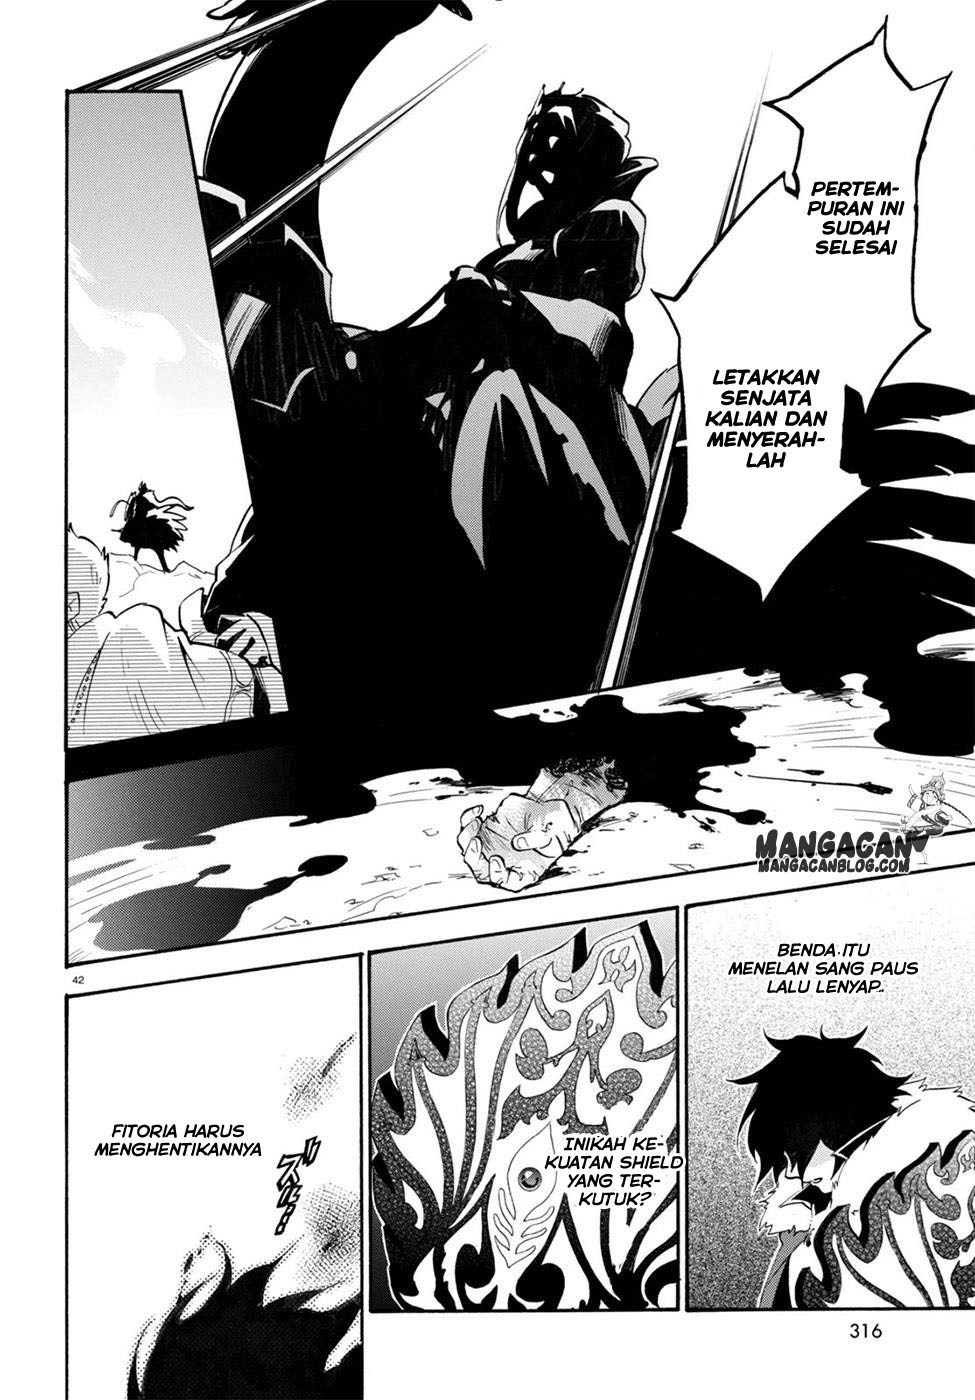 PERTEM-
PURAN INI
SUDAH
SELESAI
LETAKKAN
SENJATA
KALIAN DAN
MENYERAH-
LAH
MANGACAN
MANGACANBLOG.COM
BENDA ITU
MENELAN SANG PAUS
LALU LENYAP.
INIKAH KE-
KUATAN SHIELD
YANG TER-
KUTUK?
FITORIA HARUS
MENGHENTIKANNYA
42
316